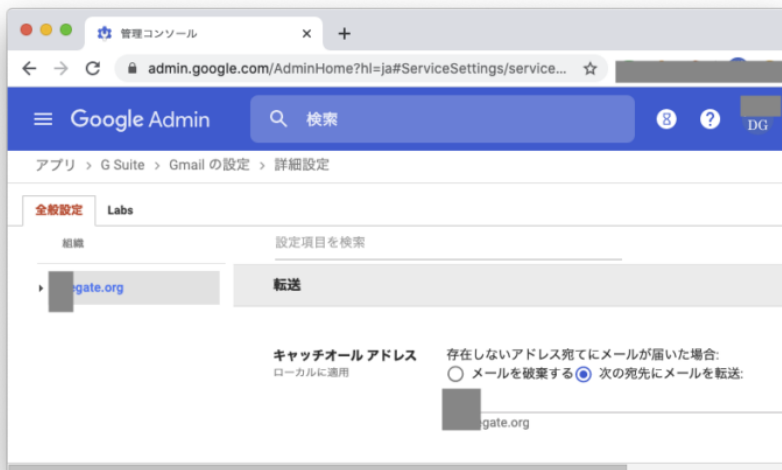 管理コンソール
admin.google.com/AdminHome?hl=ja#ServiceSettings/service...
Google Admin
検索
DG
アプリ > G Suite > Gmail の設定 > 詳細設定
全般設定 Labs
組織
設定項目を検索
egate.org
転送
キャッチオール アドレス
ローカルに適用
存在しないアドレス宛てにメールが届いた場合:
メールを破棄する 次の宛先にメールを転送:
egate.org